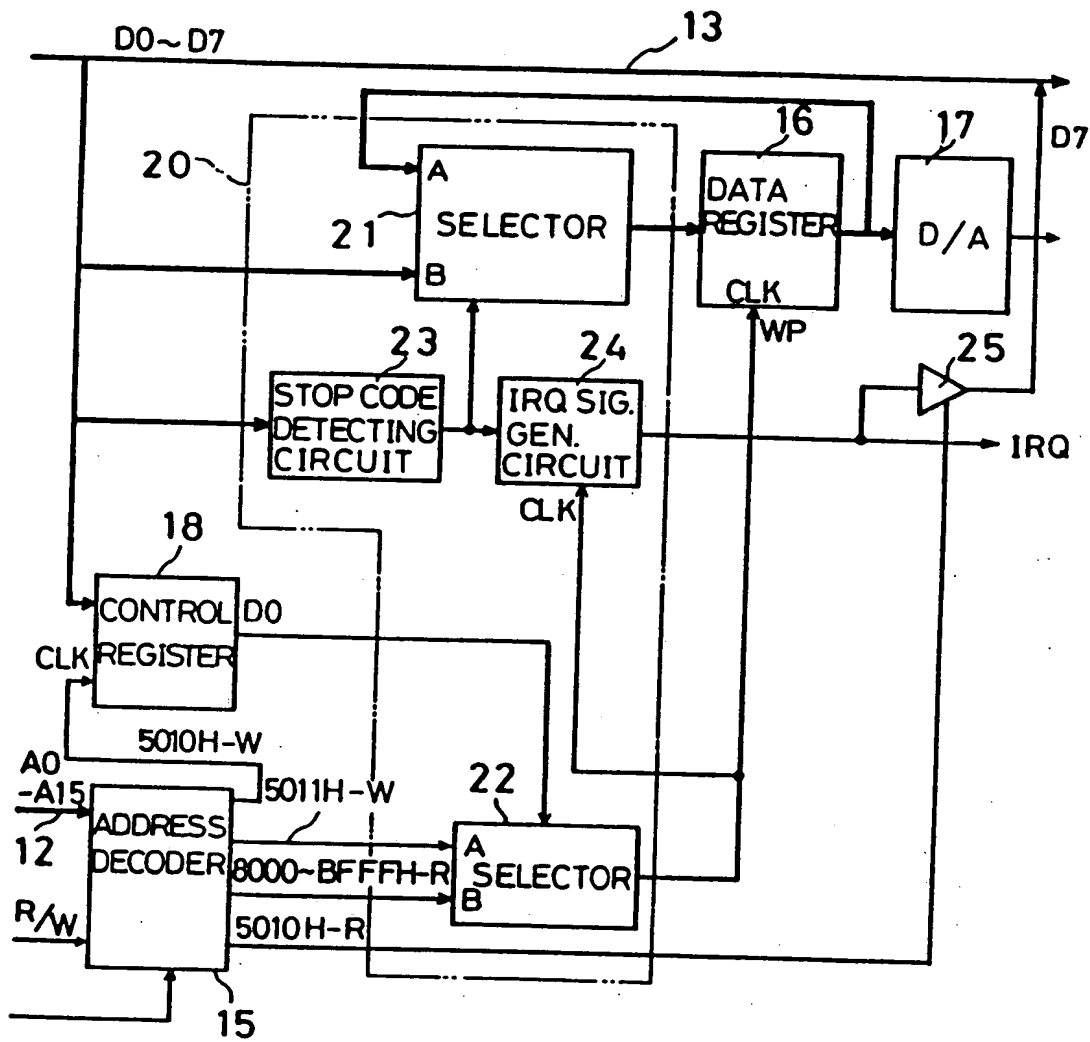 D0~D7
13
20
21
A
SELECTOR
B
16
DATA
REGISTER
CLK
WP
17
D/A
D7
23
STOP CODE
DETECTING
CIRCUIT
24
IRQ SIG.
GEN.
CIRCUIT
CLK
25
IRQ
18
CONTROL
REGISTER
D0
CLK
5010H-W
A0
-A15
12
ADDRESS
DECODER
5011H-W
8000~BFFFH-R
5010H-R
R/W
15
22
A
SELECTOR
B